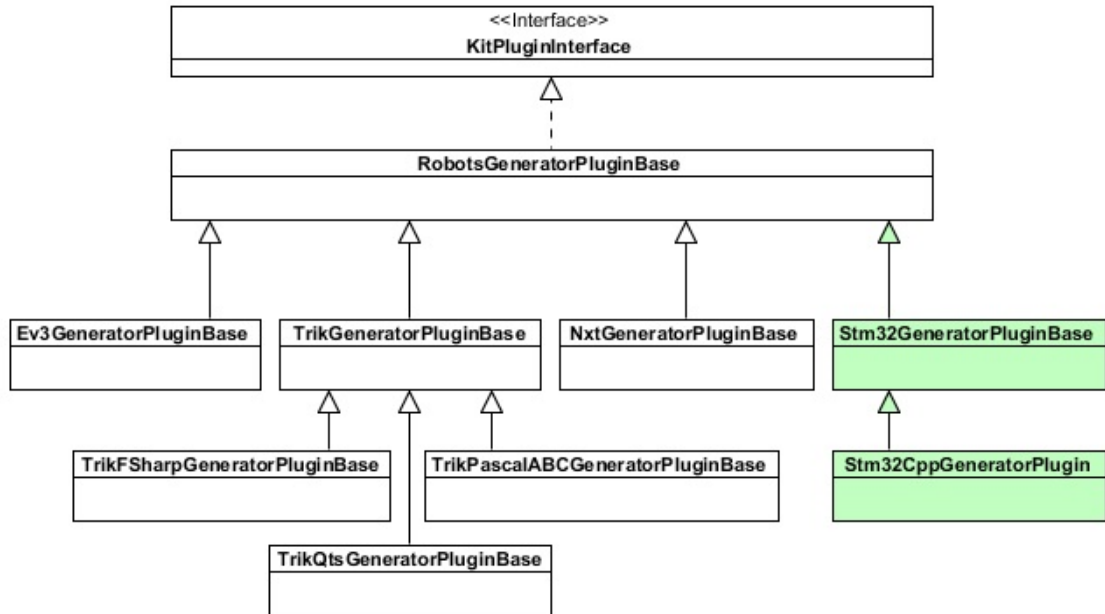 <<Interface>>
KitPluginInterface
RobotsGeneratorPluginBase
Ev3GeneratorPluginBase
TrikGeneratorPluginBase
NxtGeneratorPluginBase
Stm32GeneratorPluginBase
TrikFSharpGeneratorPluginBase
TrikPascalABCGeneratorPluginBase
Stm32CppGeneratorPlugin
TrikQtsGeneratorPluginBase